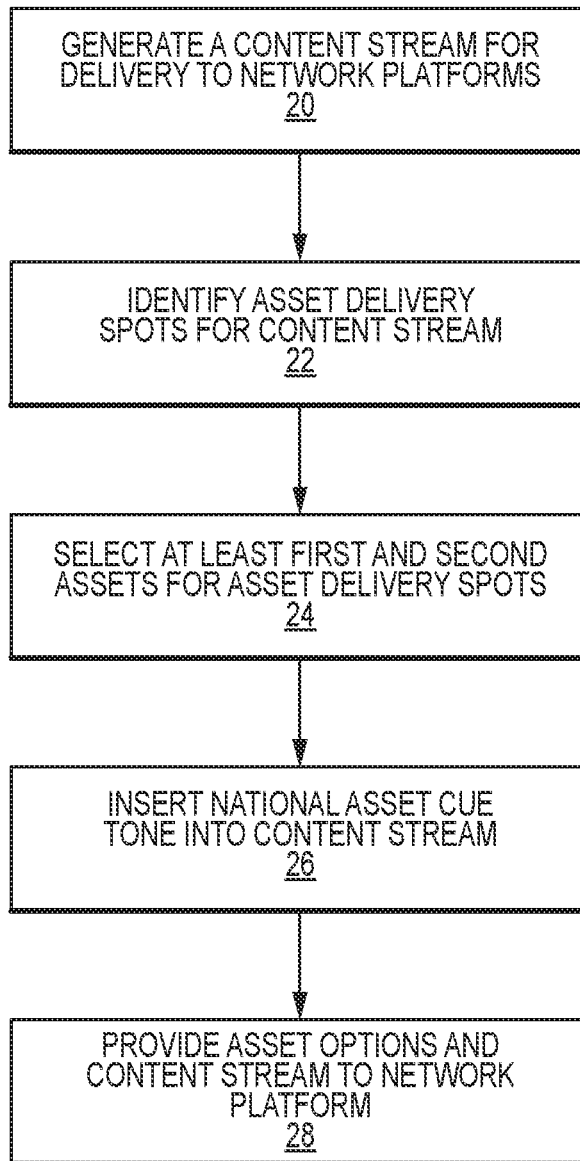 GENERATE A CONTENT STREAM FOR
DELIVERY TO NETWORK PLATFORMS
20
IDENTIFY ASSET DELIVERY
SPOTS FOR CONTENT STREAM
22
SELECT AT LEAST FIRST AND SECOND
ASSETS FOR ASSET DELIVERY SPOTS
24
INSERT NATIONAL ASSET CUE
TONE INTO CONTENT STREAM
26
PROVIDE ASSET OPTIONS AND
CONTENT STREAM TO NETWORK
PLATFORM
28